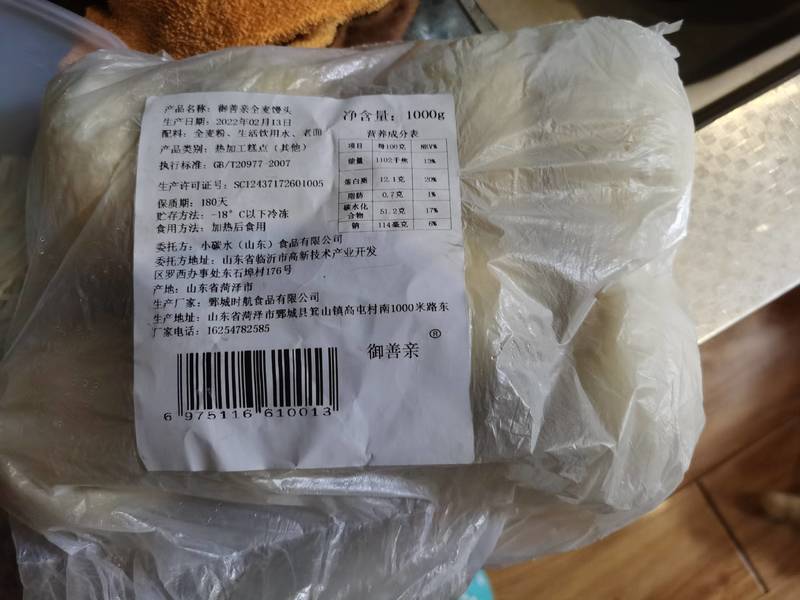 产品名称: 御善亲全麦馒头
净含量: 1000g
生产日期: 2022年02月13日
配料: 全麦粉、生活饮用水、老面
产品类别: 热加工糕点 (其他)
执行标准: GB/T20977-2007
生产许可证号: SC12437172601005
保质期: 180天
贮存方法: -18°C以下冷冻
食用方法: 加热后食用
营养成分表
项目 每100克 NRV%
能量 1102千焦 13%
蛋白质 12.1克 20%
脂肪 0.7克 1%
碳水化合物 51.2克 17%
钠 114毫克 6%
委托方: 小碳水 (山东) 食品有限公司
委托方地址: 山东省临沂市高新技术产业开发
区罗西办事处东石埠村176号
产地: 山东省菏泽市
生产厂家: 鄄城时航食品有限公司
生产地址: 山东省菏泽市鄄城县箕山镇高屯村南1000米路东
厂家电话: 16254782585
御善亲®
6 975116 610013